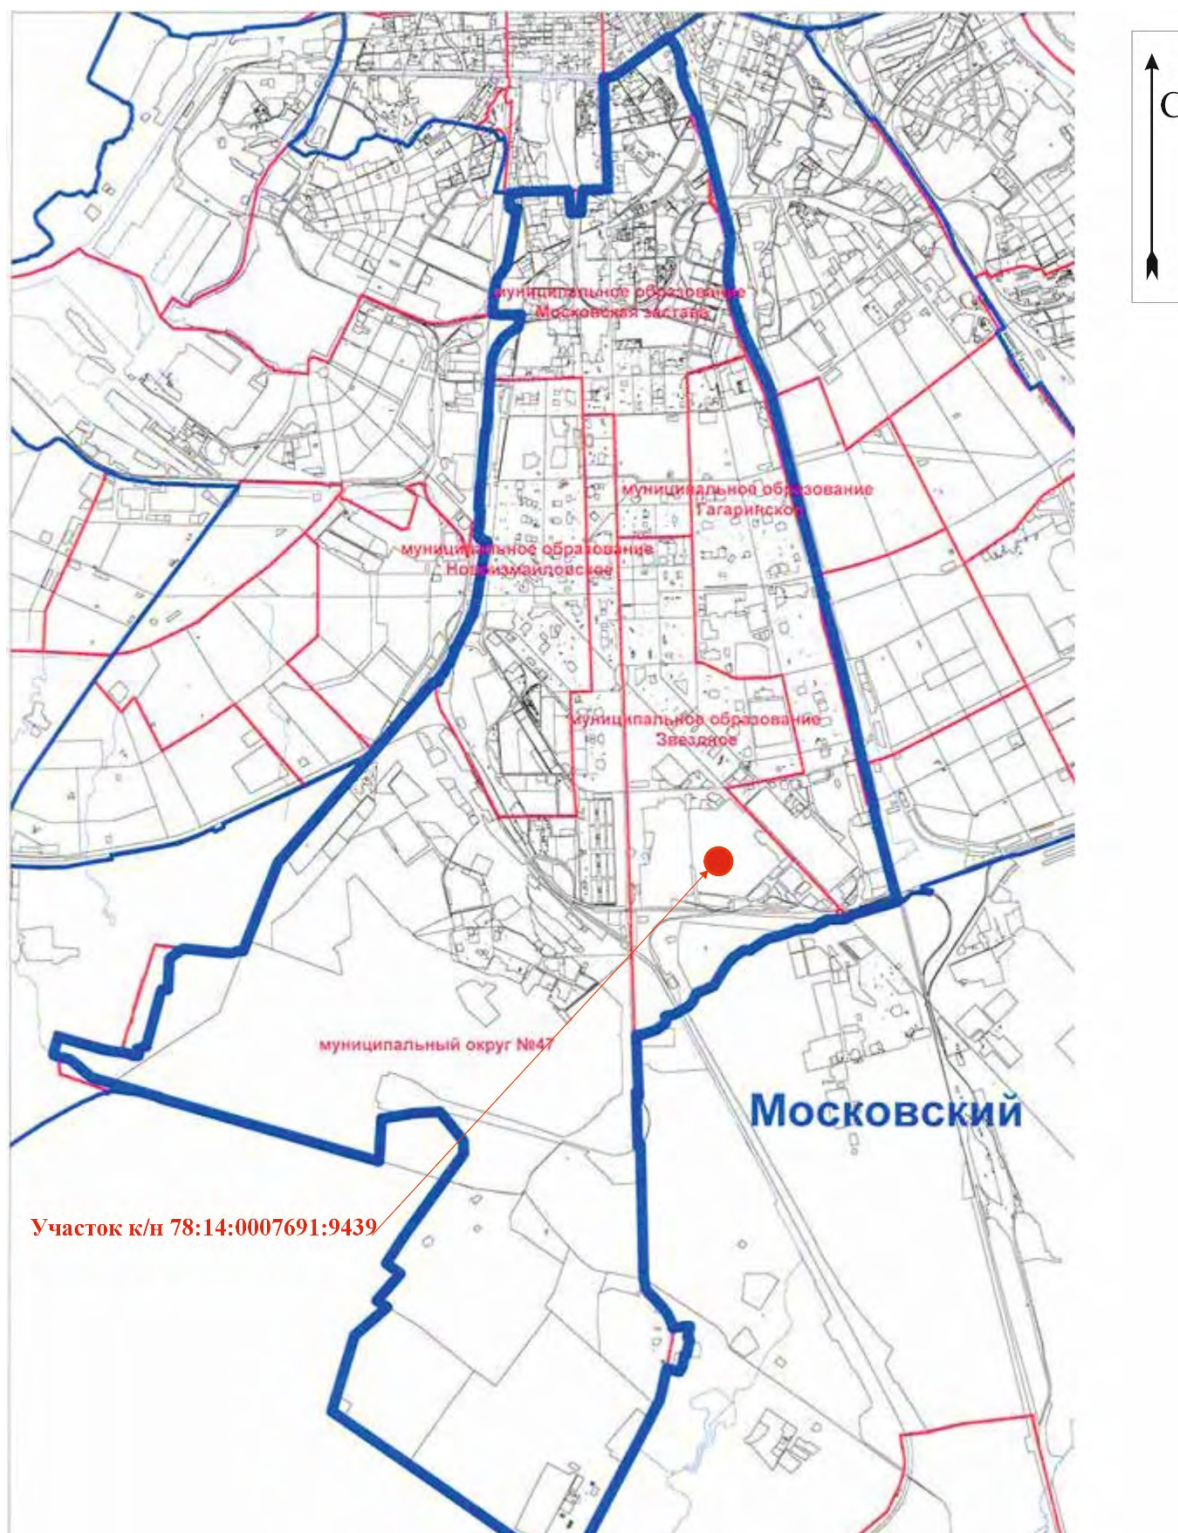 С
муниципальное образование
Московская застава
муниципальное образование
Гагаринское
муниципальное образование
Новоизмайловское
муниципальное образование
Звездное
муниципальный округ №47
Московский
Участок к/н 78:14:0007691:9439